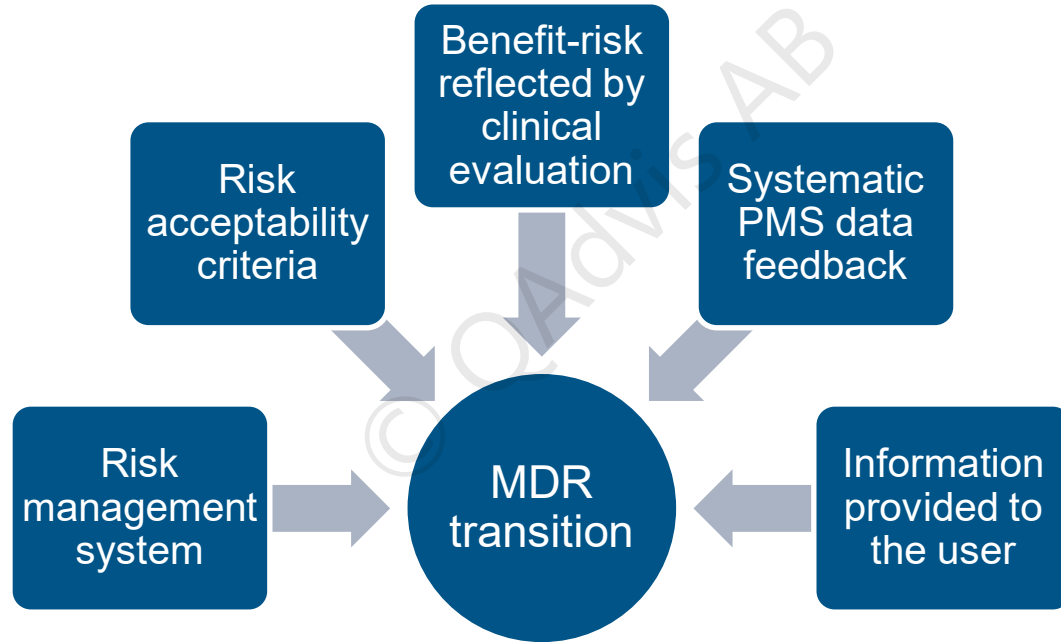 Benefit-risk
reflected by
clinical
evaluation
Risk
acceptability
criteria
Systematic
PMS data
feedback
Risk
management
system
MDR
transition
Information
provided to
the user
© QAdvis AB